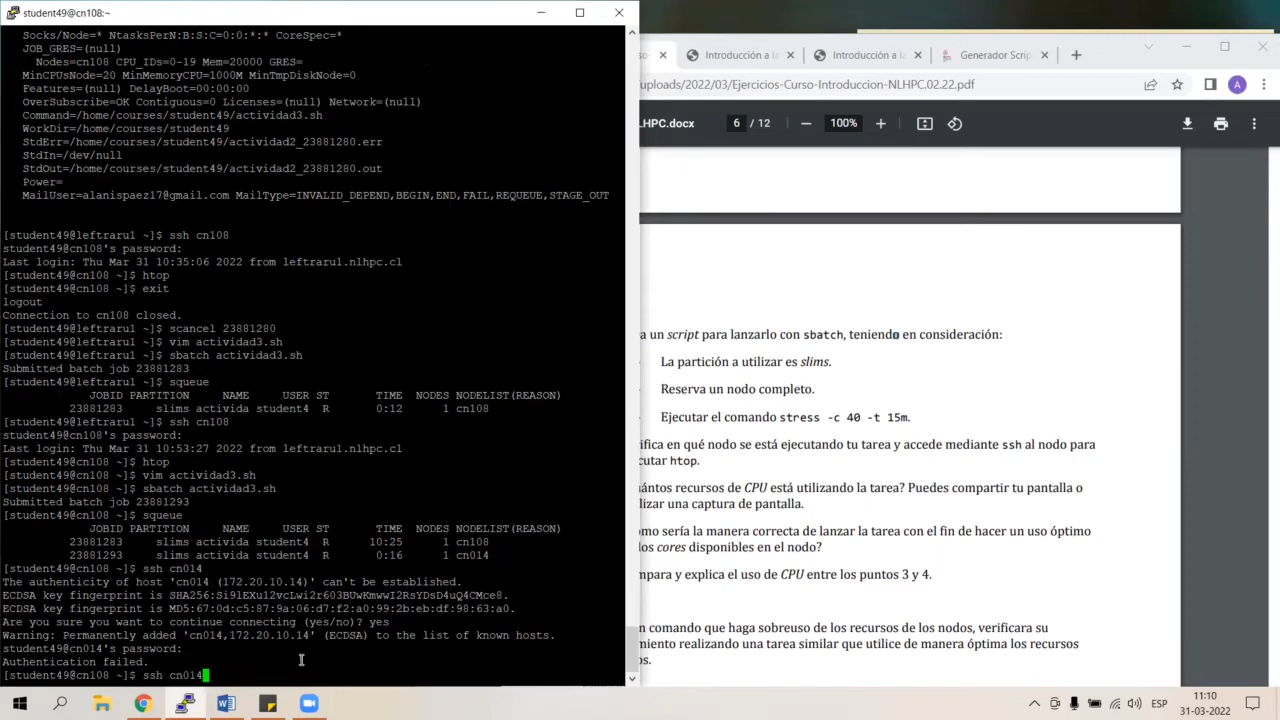 student49@cn108:~
Socks/Node=* NtasksPerN:B:S:C=0:0:*:* CoreSpec=*
JOB_GRES=(null)
Nodes=cn108 CPU_IDs=0-19 Mem=20000 GRES=
MinCPUsNode=20 MinMemoryCPU=1000M MinTmpDiskNode=0
Features=(null) DelayBoot=00:00:00
OverSubscribe=OK Contiguous=0 Licenses=(null) Network=(null)
Command=/home/courses/student49/actividad3.sh
WorkDir=/home/courses/student49
StdErr=/home/courses/student49/actividad2_23881280.err
StdIn=/dev/null
StdOut=/home/courses/student49/actividad2_23881280.out
Power=
MailUser=alanispaez17@gmail.com MailType=INVALID_DEPEND,BEGIN,END,FAIL,REQUEUE,STAGE_OUT
[student49@leftraru1 ~]$ ssh cn108
student49@cn108's password:
Last login: Thu Mar 31 10:35:06 2022 from leftraru1.nlhpc.cl
[student49@cn108 ~]$ htop
[student49@cn108 ~]$ exit
logout
Connection to cn108 closed.
[student49@leftraru1 ~]$ scancel 23881280
[student49@leftraru1 ~]$ vim actividad3.sh
[student49@leftraru1 ~]$ sbatch actividad3.sh
Submitted batch job 23881283
[student49@leftraru1 ~]$ squeue
JOBID PARTITION NAME USER ST TIME NODES NODELIST(REASON)
23881283 slims activida student4 R 0:12 1 cn108
[student49@leftraru1 ~]$ ssh cn108
student49@cn108's password:
Last login: Thu Mar 31 10:53:27 2022 from leftraru1.nlhpc.cl
[student49@cn108 ~]$ htop
[student49@cn108 ~]$ vim actividad3.sh
[student49@cn108 ~]$ sbatch actividad3.sh
Submitted batch job 23881293
[student49@cn108 ~]$ squeue
JOBID PARTITION NAME USER ST TIME NODES NODELIST(REASON)
23881283 slims activida student4 R 10:25 1 cn108
23881293 slims activida student4 R 0:16 1 cn014
[student49@cn108 ~]$ ssh cn014
The authenticity of host 'cn014 (172.20.10.14)' can't be established.
ECDSA key fingerprint is SHA256:Si9lEXu12vcLwi2r603BUwKmwwI2RsYDsD4uQ4CMce8.
ECDSA key fingerprint is MD5:67:0d:c5:87:9a:06:d7:f2:a0:99:2b:eb:df:98:63:a0.
Are you sure you want to continue connecting (yes/no)? yes
Warning: Permanently added 'cn014,172.20.10.14' (ECDSA) to the list of known hosts.
student49@cn014's password:
Authentication failed.
[student49@cn108 ~]$ ssh cn014
so-
Introducción a l
Introducción a l
Generador Scrip
uploads/2022/03/Ejercicios-Curso-Introduccion-NLHPC.02.22.pdf
A
LHPC.docx
6 / 12
100%
a un script para lanzarlo con sbatch, teniendo en consideración:
La partición a utilizar es slims.
Reserva un nodo completo.
Ejecutar el comando stress -c 40 -t 15m.
ifica en qué nodo se está ejecutando tu tarea y accede mediante ssh al nodo para
cutar htop.
uántos recursos de CPU está utilizando la tarea? Puedes compartir tu pantalla o
lizar una captura de pantalla.
ómo sería la manera correcta de lanzar la tarea con el fin de hacer un uso óptimo
los cores disponibles en el nodo?
mpara y explica el uso de CPU entre los puntos 3 y 4.
n comando que haga sobreuso de los recursos de los nodos, verificara su
miento realizando una tarea similar que utilice de manera óptima los recursos
os.
ESP
11:10
31-03-2022